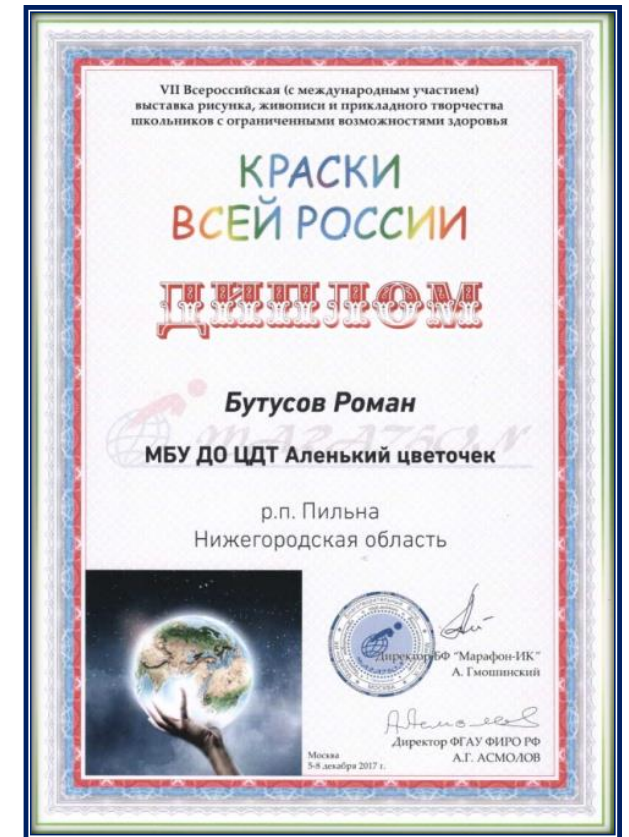 VII Всероссийская (с международным участием)
выставка рисунка, живописи и прикладного творчества
школьников с ограниченными возможностями здоровья
КРАСКИ
ВСЕЙ РОССИИ
ДИПЛОМ
Бутусов Роман
МБУ ДО ЦДТ Аленький цветочек
р.п. Пильна
Нижегородская область
Директор БФ "Марафон-ИК"
А. Гмошинский
Директор ФГАУ ФИРО РФ
А.Г. АСМОЛОВ
Москва
5-8 декабря 2017 г.
МОСКВА